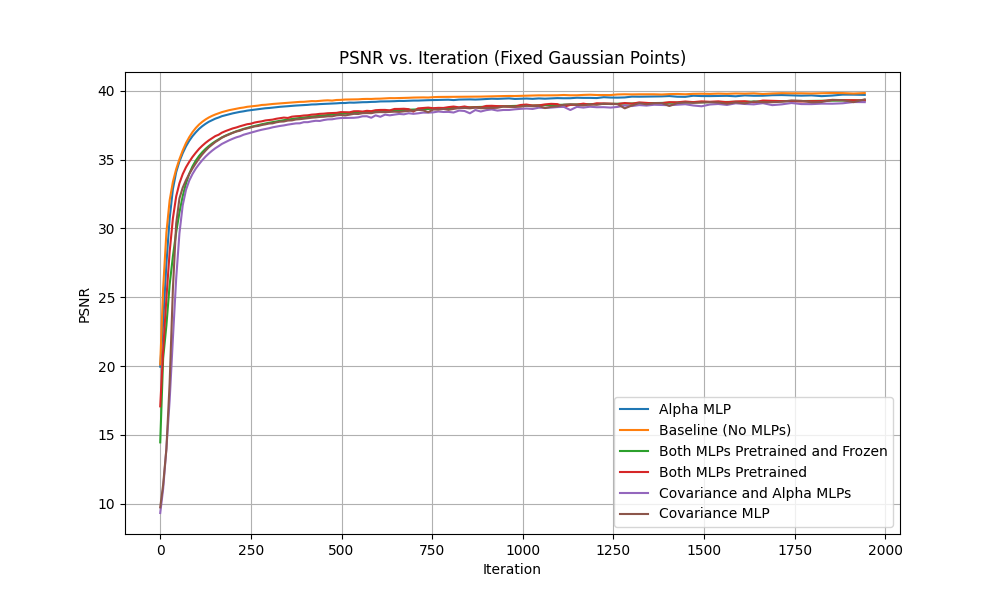 PSNR vs. Iteration (Fixed Gaussian Points)
40
35
30
25
20
15
10
PSNR
0 250 500 750 1000 1250 1500 1750 2000
Iteration
Alpha MLP
Baseline (No MLPs)
Both MLPs Pretrained and Frozen
Both MLPs Pretrained
Covariance and Alpha MLPs
Covariance MLP